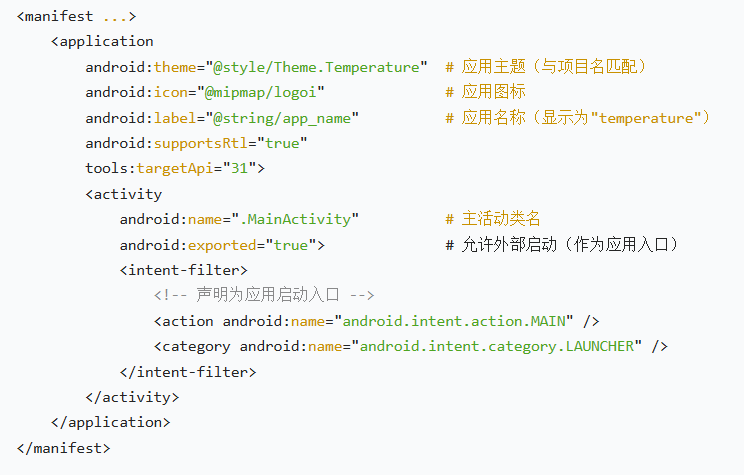 <manifest ...>
    <application
        android:theme="@style/Theme.Temperature"  # 应用主题（与项目名匹配）
        android:icon="@mipmap/logoi"              # 应用图标
        android:label="@string/app_name"          # 应用名称（显示为"temperature"）
        android:supportsRtl="true"
        tools:targetApi="31">
        <activity
            android:name=".MainActivity"          # 主活动类名
            android:exported="true">              # 允许外部启动（作为应用入口）
            <intent-filter>
                <!-- 声明为应用启动入口 -->
                <action android:name="android.intent.action.MAIN" />
                <category android:name="android.intent.category.LAUNCHER" />
            </intent-filter>
        </activity>
    </application>
</manifest>